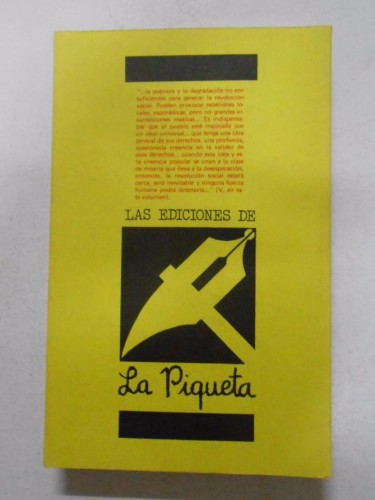 "...la pobreza y la degradación no son
suficientes para generar la revolución
social. Pueden provocar rebeliones lo-
cales, esporádicas, pero no grandes in-
surrecciones masivas... Es indispensa-
ble que el pueblo esté inspirado por
un ideal universal... que tenga una idea
general de sus derechos, una profunda,
apasionada creencia en la validez de
esos derechos... cuando esta idea y es-
ta creencia popular se unen a la clase
de miseria que lleva a la desesperación,
entonces, la revolución social estará
cerca, será inevitable y ninguna fuerza
humana podrá detenerla..." (V, en es-
te volumen).
LAS EDICIONES DE
La Piqueta